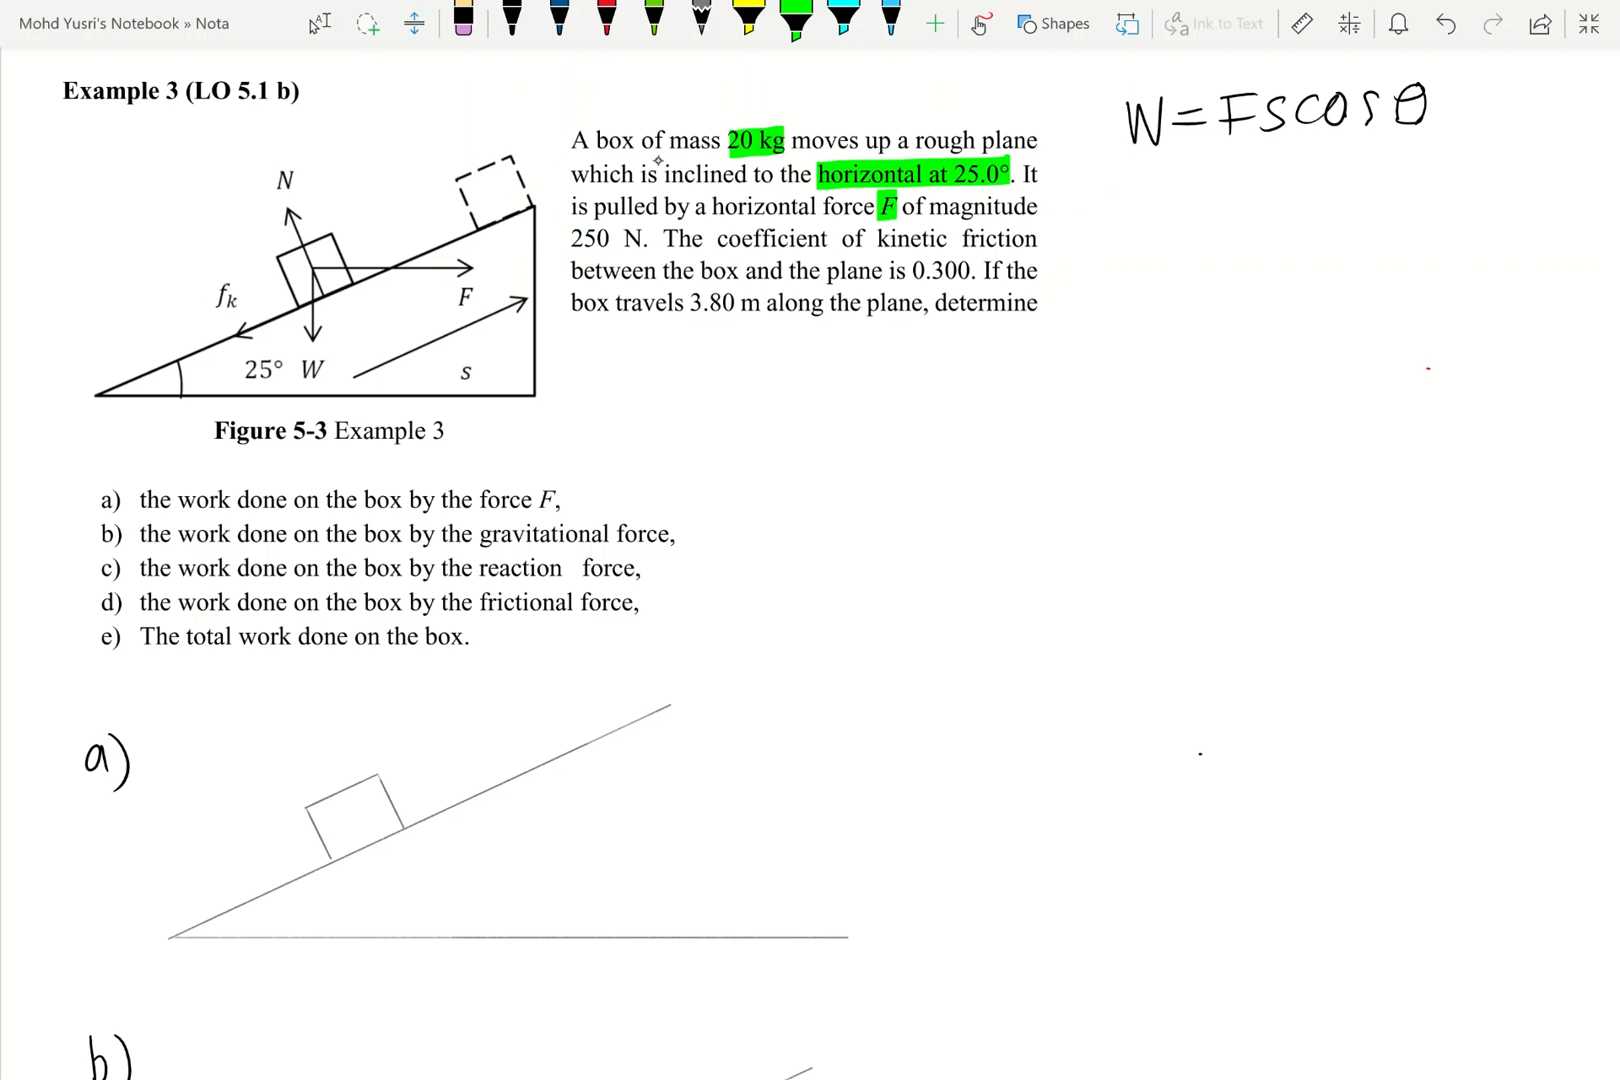 Mohd Yusri's Notebook » Nota
Shapes
Ink to Text
Example 3 (LO 5.1 b)
W = FS cos θ
A box of mass 20 kg moves up a rough plane
which is inclined to the horizontal at 25.0°. It
is pulled by a horizontal force F of magnitude
250 N. The coefficient of kinetic friction
between the box and the plane is 0.300. If the
box travels 3.80 m along the plane, determine
N
fk
F
25° W
s
Figure 5-3 Example 3
a) the work done on the box by the force F,
b) the work done on the box by the gravitational force,
c) the work done on the box by the reaction force,
d) the work done on the box by the frictional force,
e) The total work done on the box.
a)
b)